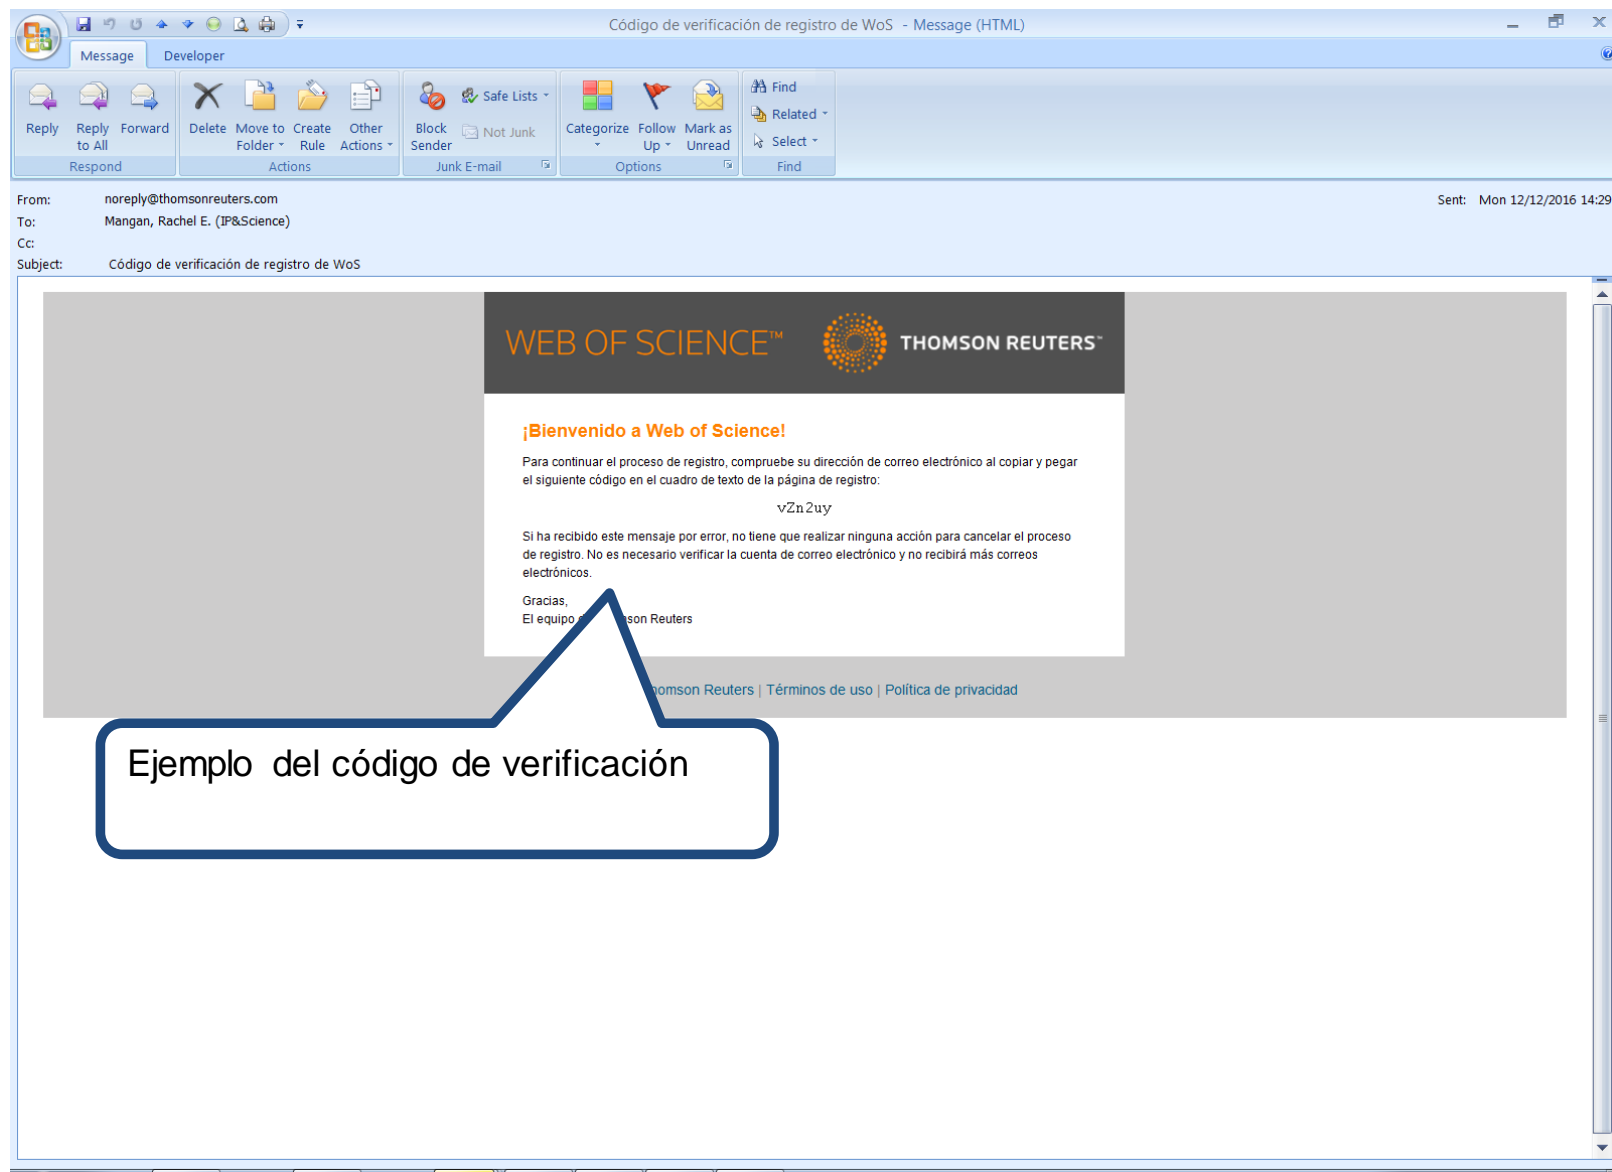 Código de verificación de registro de WoS - Message (HTML)
Message Developer
Reply Reply to All Forward Delete Move to Folder Create Rule Other Actions Block Sender Safe Lists Not Junk Categorize Follow Up Mark as Unread Find Related Select
Respond Actions Junk E-mail Options Find
From: noreply@thomsonreuters.com Sent: Mon 12/12/2016 14:29
To: Mangan, Rachel E. (IP&Science)
Cc:
Subject: Código de verificación de registro de WoS
WEB OF SCIENCE™ THOMSON REUTERS™
¡Bienvenido a Web of Science!
Para continuar el proceso de registro, compruebe su dirección de correo electrónico al copiar y pegar
el siguiente código en el cuadro de texto de la página de registro:
vZn2uy
Si ha recibido este mensaje por error, no tiene que realizar ninguna acción para cancelar el proceso
de registro. No es necesario verificar la cuenta de correo electrónico y no recibirá más correos
electrónicos.
Gracias,
El equipo son Reuters
omson Reuters | Términos de uso | Política de privacidad
Ejemplo del código de verificación